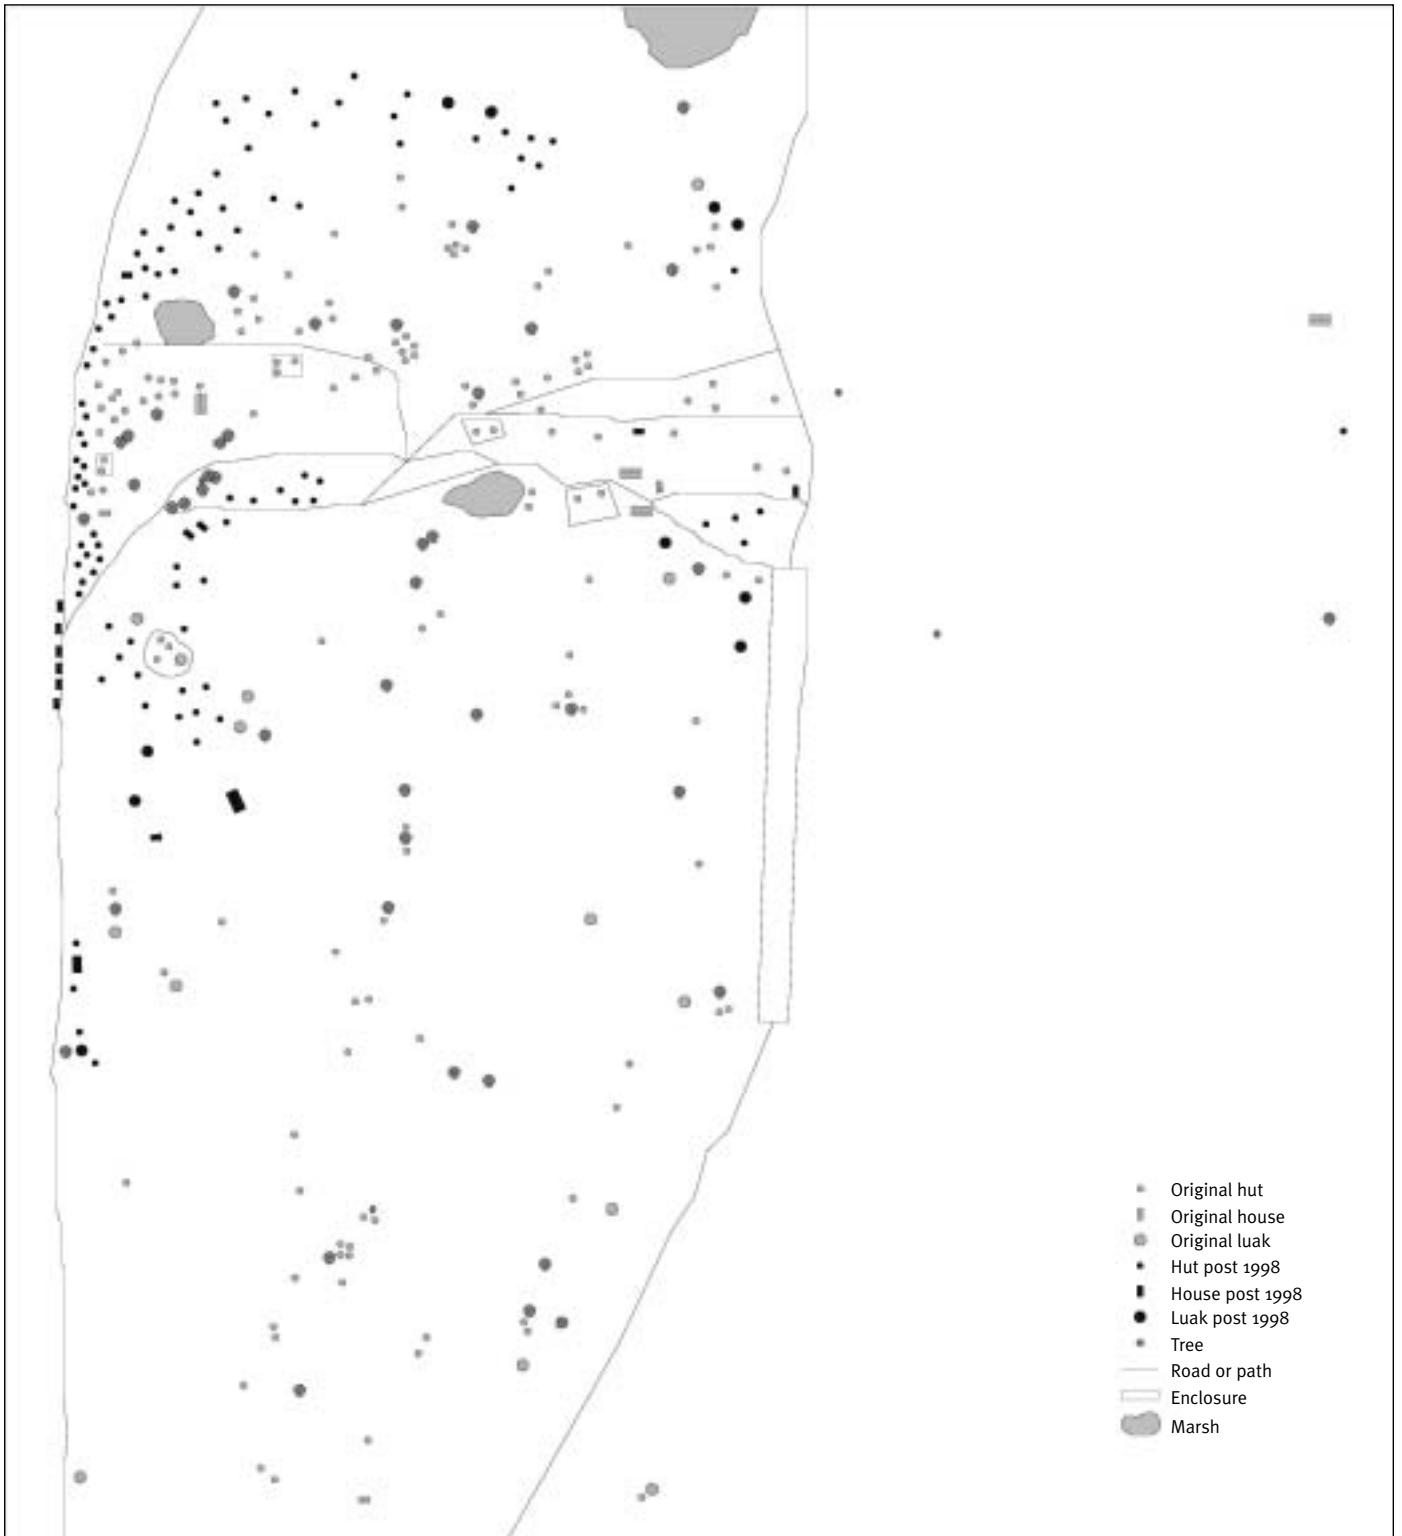 Original hut
Original house
Original luak
Hut post 1998
House post 1998
Luak post 1998
Tree
Road or path
Enclosure
Marsh